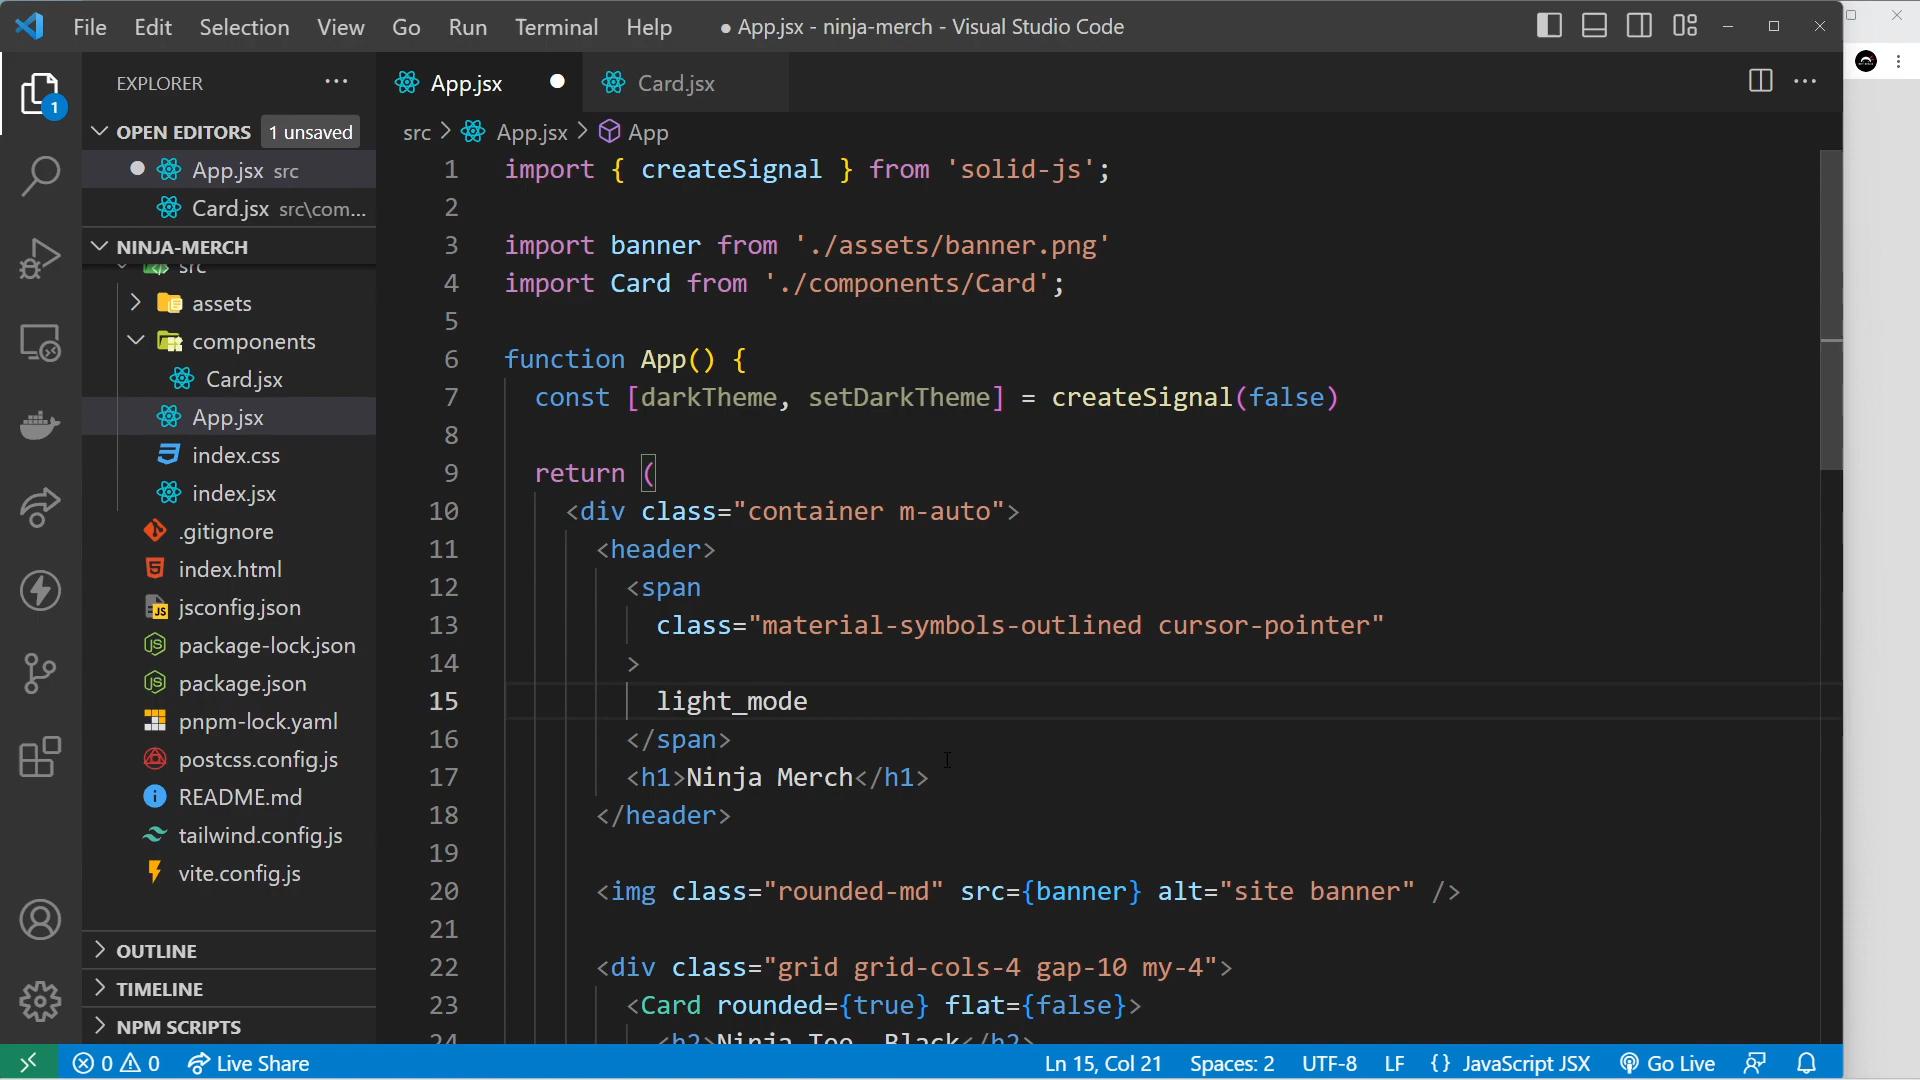 File Edit Selection View Go Run Terminal Help ● App.jsx - ninja-merch - Visual Studio Code
EXPLORER ···
App.jsx Card.jsx
1
OPEN EDITORS 1 unsaved
src > App.jsx > App
App.jsx src
Card.jsx src\com...
NINJA-MERCH
src
assets
components
Card.jsx
App.jsx
index.css
index.jsx
.gitignore
index.html
jsconfig.json
package-lock.json
package.json
pnpm-lock.yaml
postcss.config.js
README.md
tailwind.config.js
vite.config.js
OUTLINE
TIMELINE
NPM SCRIPTS
1 import { createSignal } from 'solid-js';
2
3 import banner from './assets/banner.png'
4 import Card from './components/Card';
5
6 function App() {
7 const [darkTheme, setDarkTheme] = createSignal(false)
8
9 return (
10 <div class="container m-auto">
11 <header>
12 <span
13 class="material-symbols-outlined cursor-pointer"
14 >
15 light_mode
16 </span>
17 <h1>Ninja Merch</h1>
18 </header>
19
20 <img class="rounded-md" src={banner} alt="site banner" />
21
22 <div class="grid grid-cols-4 gap-10 my-4">
23 <Card rounded={true} flat={false}>
24 <h2>Ninja Tee, Black</h2>
0 0 Live Share Ln 15, Col 21 Spaces: 2 UTF-8 LF {} JavaScript JSX Go Live